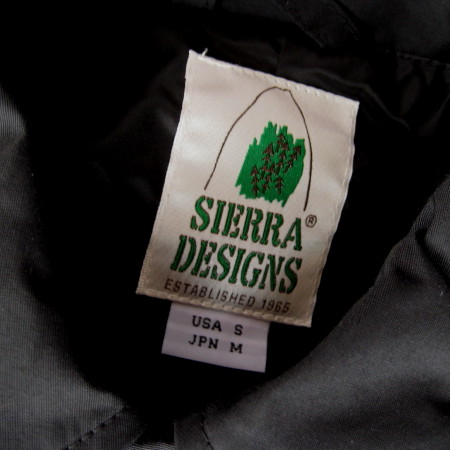 SIERRA®
DESIGNS
ESTABLISHED 1965
USA S
JPN M